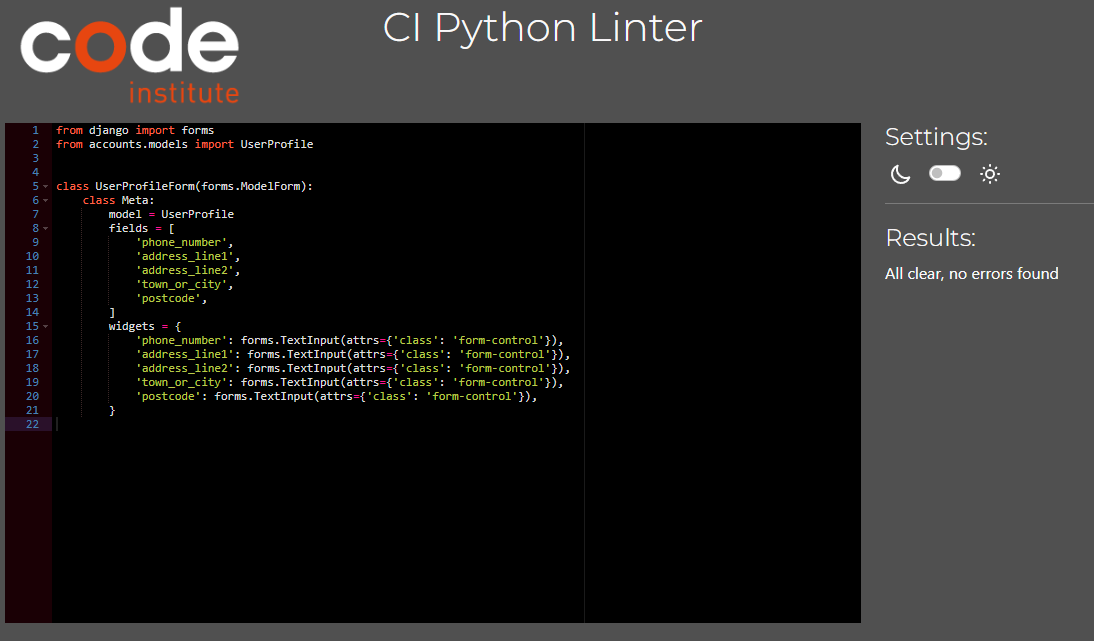 code
institute
CI Python Linter
1 from django import forms
2 from accounts.models import UserProfile
3
4
5 class UserProfileForm(forms.ModelForm):
6     class Meta:
7         model = UserProfile
8         fields = [
9             'phone_number',
10             'address_line1',
11             'address_line2',
12             'town_or_city',
13             'postcode',
14         ]
15         widgets = {
16             'phone_number': forms.TextInput(attrs={'class': 'form-control'}),
17             'address_line1': forms.TextInput(attrs={'class': 'form-control'}),
18             'address_line2': forms.TextInput(attrs={'class': 'form-control'}),
19             'town_or_city': forms.TextInput(attrs={'class': 'form-control'}),
20             'postcode': forms.TextInput(attrs={'class': 'form-control'}),
21         }
22
Settings:
Results:
All clear, no errors found